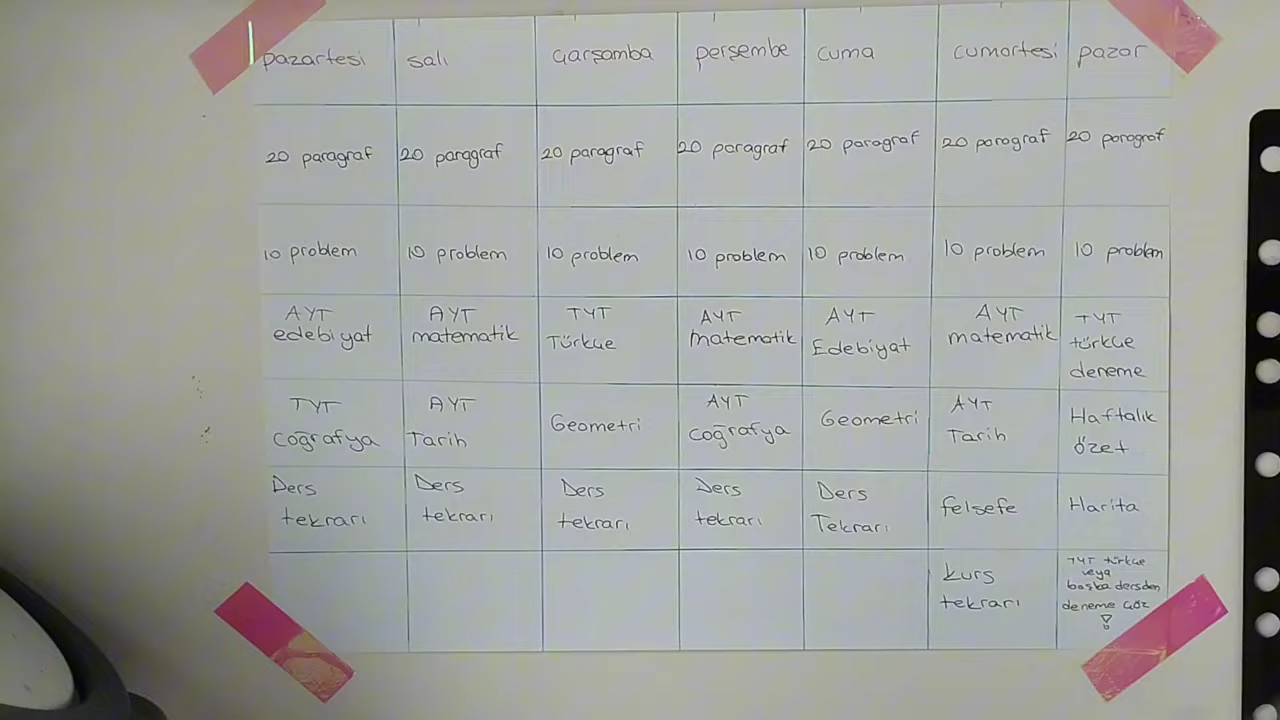 pazartesi salı çarşamba perşembe cuma cumartesi pazar
20 paragraf 20 paragraf 20 paragraf 20 paragraf 20 paragraf 20 paragraf 20 paragraf
10 problem 10 problem 10 problem 10 problem 10 problem 10 problem 10 problem
AYT AYT TYT AYT AYT AYT TYT
edebiyat matematik Türkçe matematik Edebiyat matematik türkçe
deneme
TYT AYT Geometri AYT Geometri AYT Haftalık
coğrafya Tarih coğrafya Tarih özet
Ders Ders Ders Ders Ders felsefe Harita
tekrarı tekrarı tekrarı tekrarı Tekrarı
kurs TYT türkçe
tekrarı veya
başka dersden
deneme çöz
!